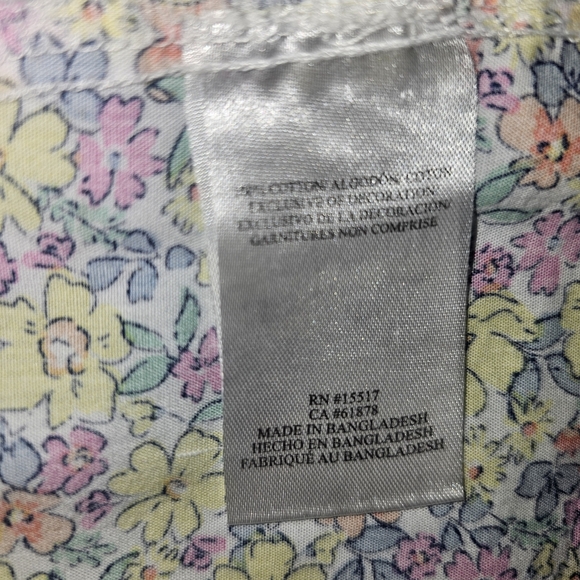 COTTON/ ALGODÓN/ COTON
EXCLUSIVE OF DECORATION/
EXCLUSIVO DE LA DECORACIÓN/
GARNITURES NON COMPRISE
RN #15517
CA #61878
MADE IN BANGLADESH
HECHO EN BANGLADESH
FABRIQUÉ AU BANGLADESH